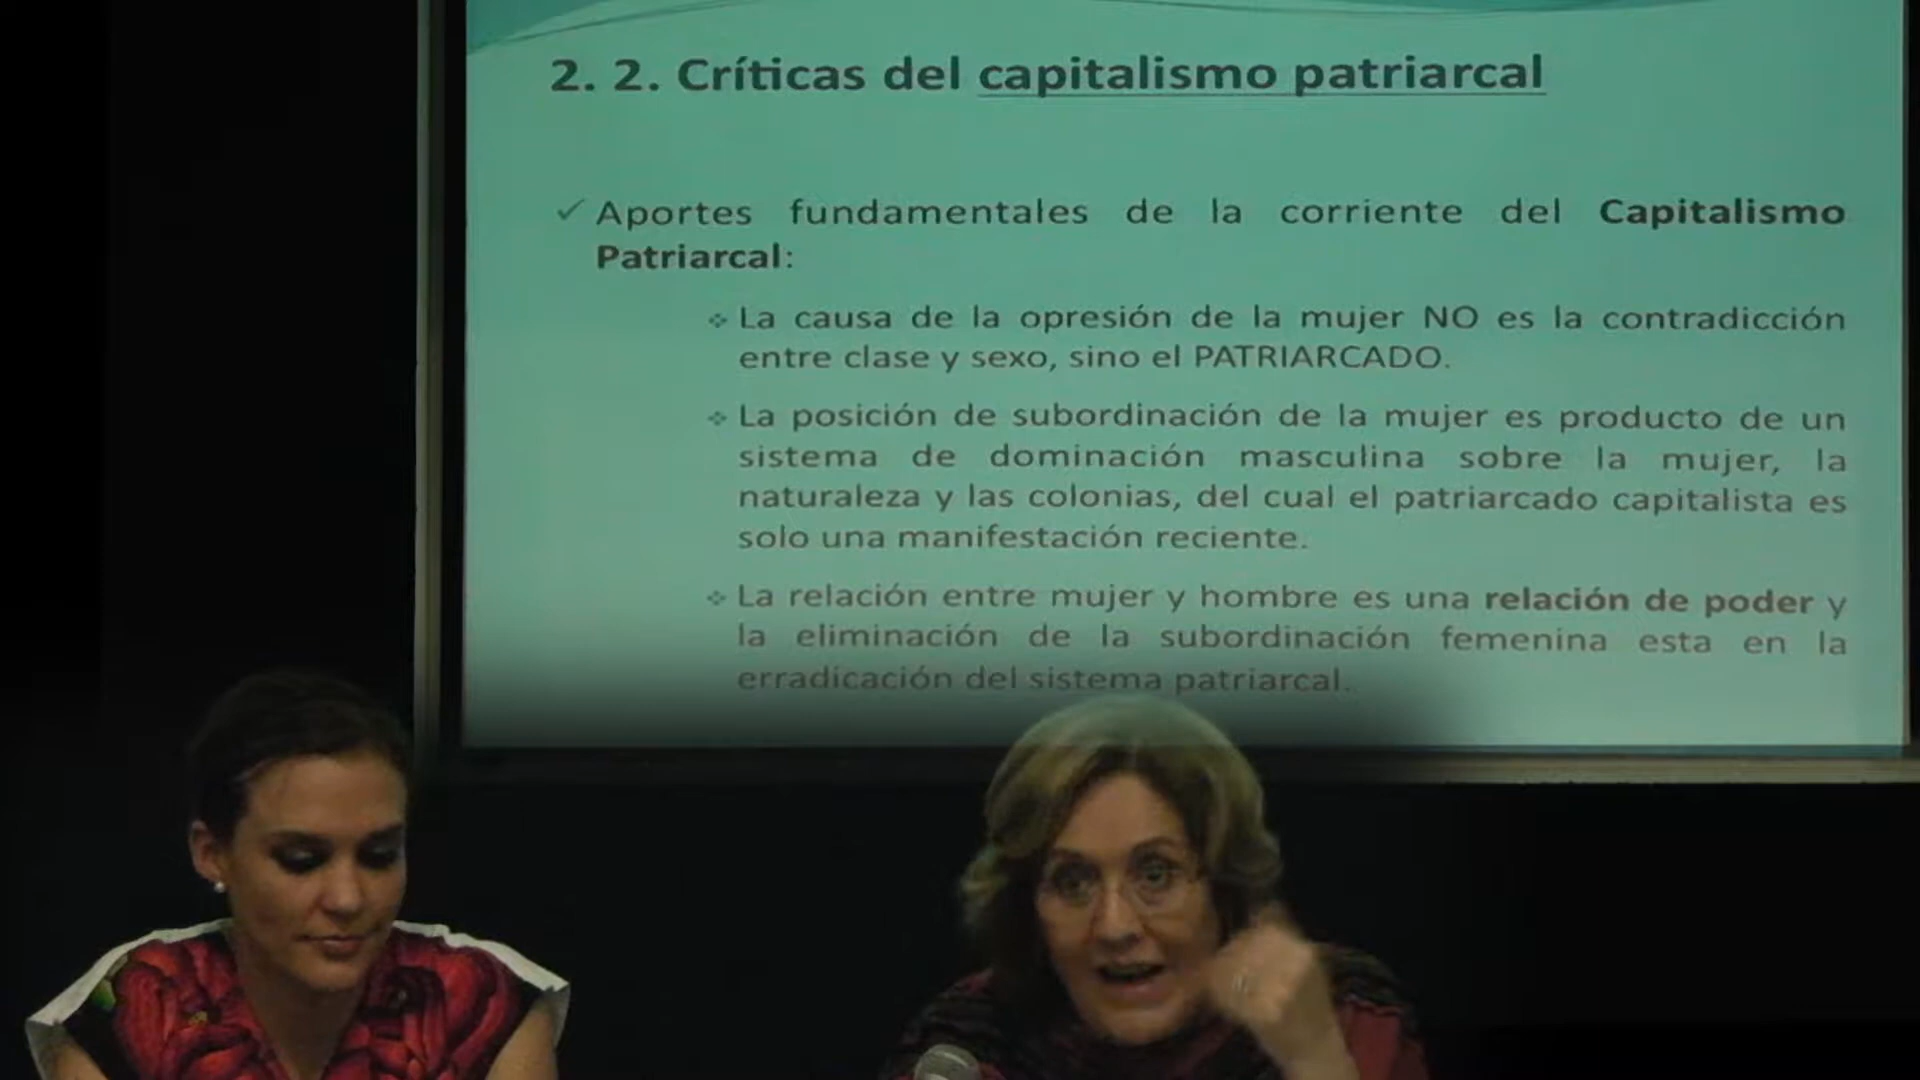 2. 2. Críticas del capitalismo patriarcal
✓ Aportes fundamentales de la corriente del Capitalismo
Patriarcal:
La causa de la opresión de la mujer NO es la contradicción
entre clase y sexo, sino el PATRIARCADO.
La posición de subordinación de la mujer es producto de un
sistema de dominación masculina sobre la mujer, la
naturaleza y las colonias, del cual el patriarcado capitalista es
solo una manifestación reciente.
La relación entre mujer y hombre es una relación de poder y
la eliminación de la subordinación femenina esta en la
erradicación del sistema patriarcal.